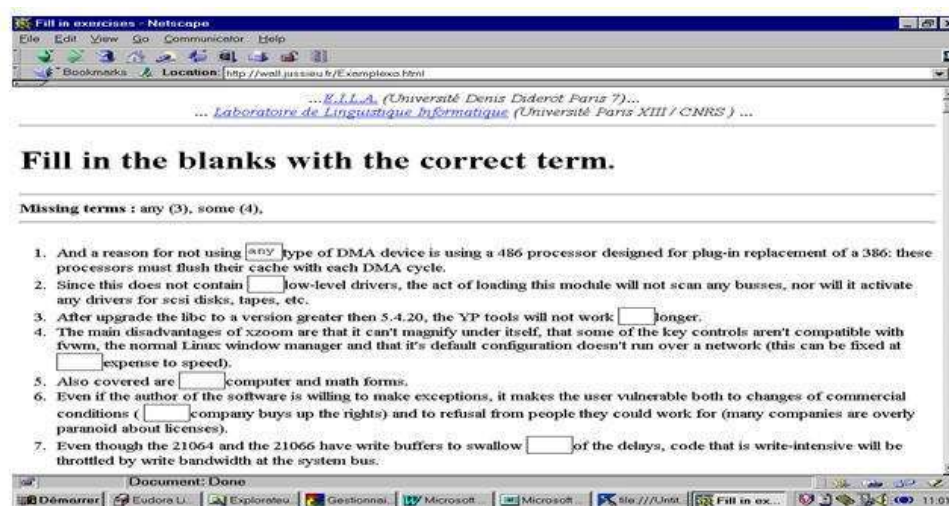 Fill in exercises - Netscape
File Edit View Go Communicator Help
Bookmarks Location: http://wall.jussieu.fr/Exemplexo.html
...E.I.L.A. (Université Denis Diderot Paris 7)...
... Laboratoire de Linguistique Informatique (Université Paris XIII / CNRS ) ...
Fill in the blanks with the correct term.
Missing terms : any (3), some (4),
1. And a reason for not using any type of DMA device is using a 486 processor designed for plug-in replacement of a 386: these
processors must flush their cache with each DMA cycle.
2. Since this does not contain low-level drivers, the act of loading this module will not scan any busses, nor will it activate
any drivers for scsi disks, tapes, etc.
3. After upgrade the libc to a version greater then 5.4.20, the YP tools will not work longer.
4. The main disadvantages of xzoom are that it can't magnify under itself, that some of the key controls aren't compatible with
fvwm, the normal Linux window manager and that it's default configuration doesn't run over a network (this can be fixed at
expense to speed).
5. Also covered are computer and math forms.
6. Even if the author of the software is willing to make exceptions, it makes the user vulnerable both to changes of commercial
conditions ( company buys up the rights) and to refusal from people they could work for (many companies are overly
paranoid about licenses).
7. Even though the 21064 and the 21066 have write buffers to swallow of the delays, code that is write-intensive will be
throttled by write bandwidth at the system bus.
Document: Done
Démarrer Eudora Li... Explorateu... Gestionnai... Microsoft... Microsoft... file:///Untit... Fill in ex... 11:01